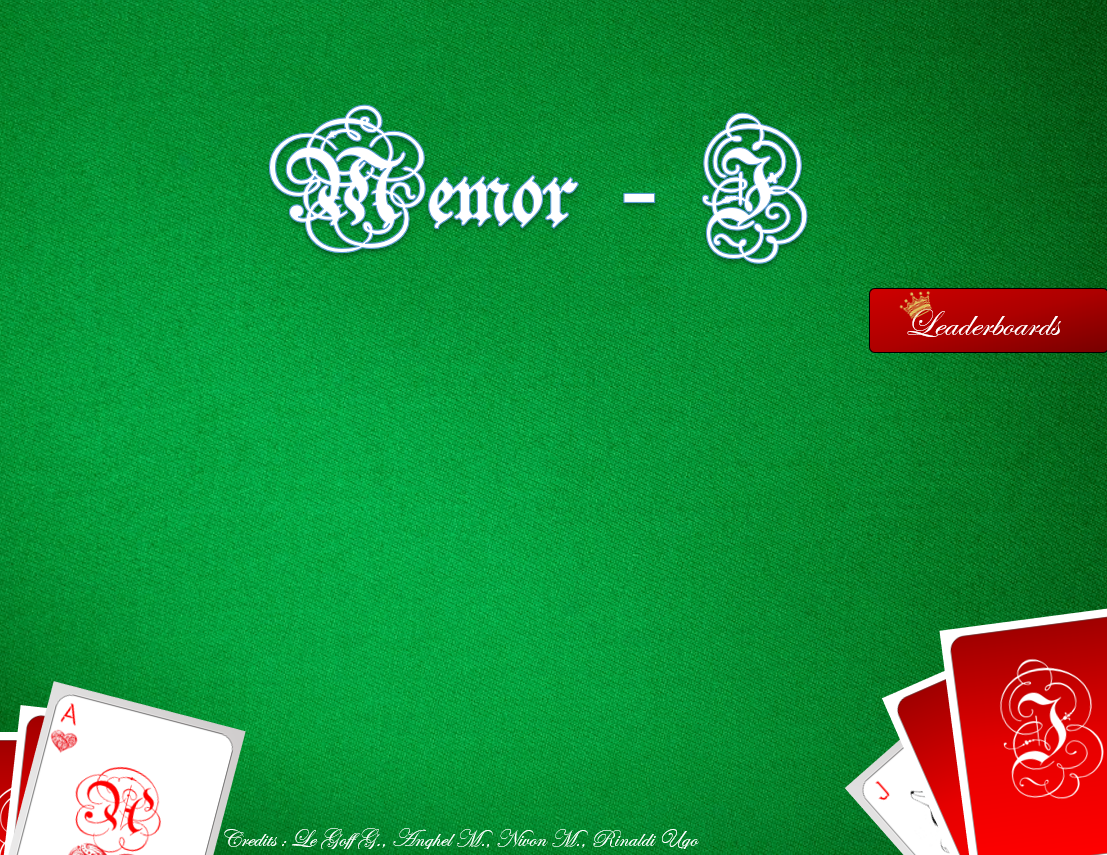 Memor - I
Leaderboards
A
M
J
I
Credits : Le Goff G., Anghel M., Nivon M., Rinaldi Ugo